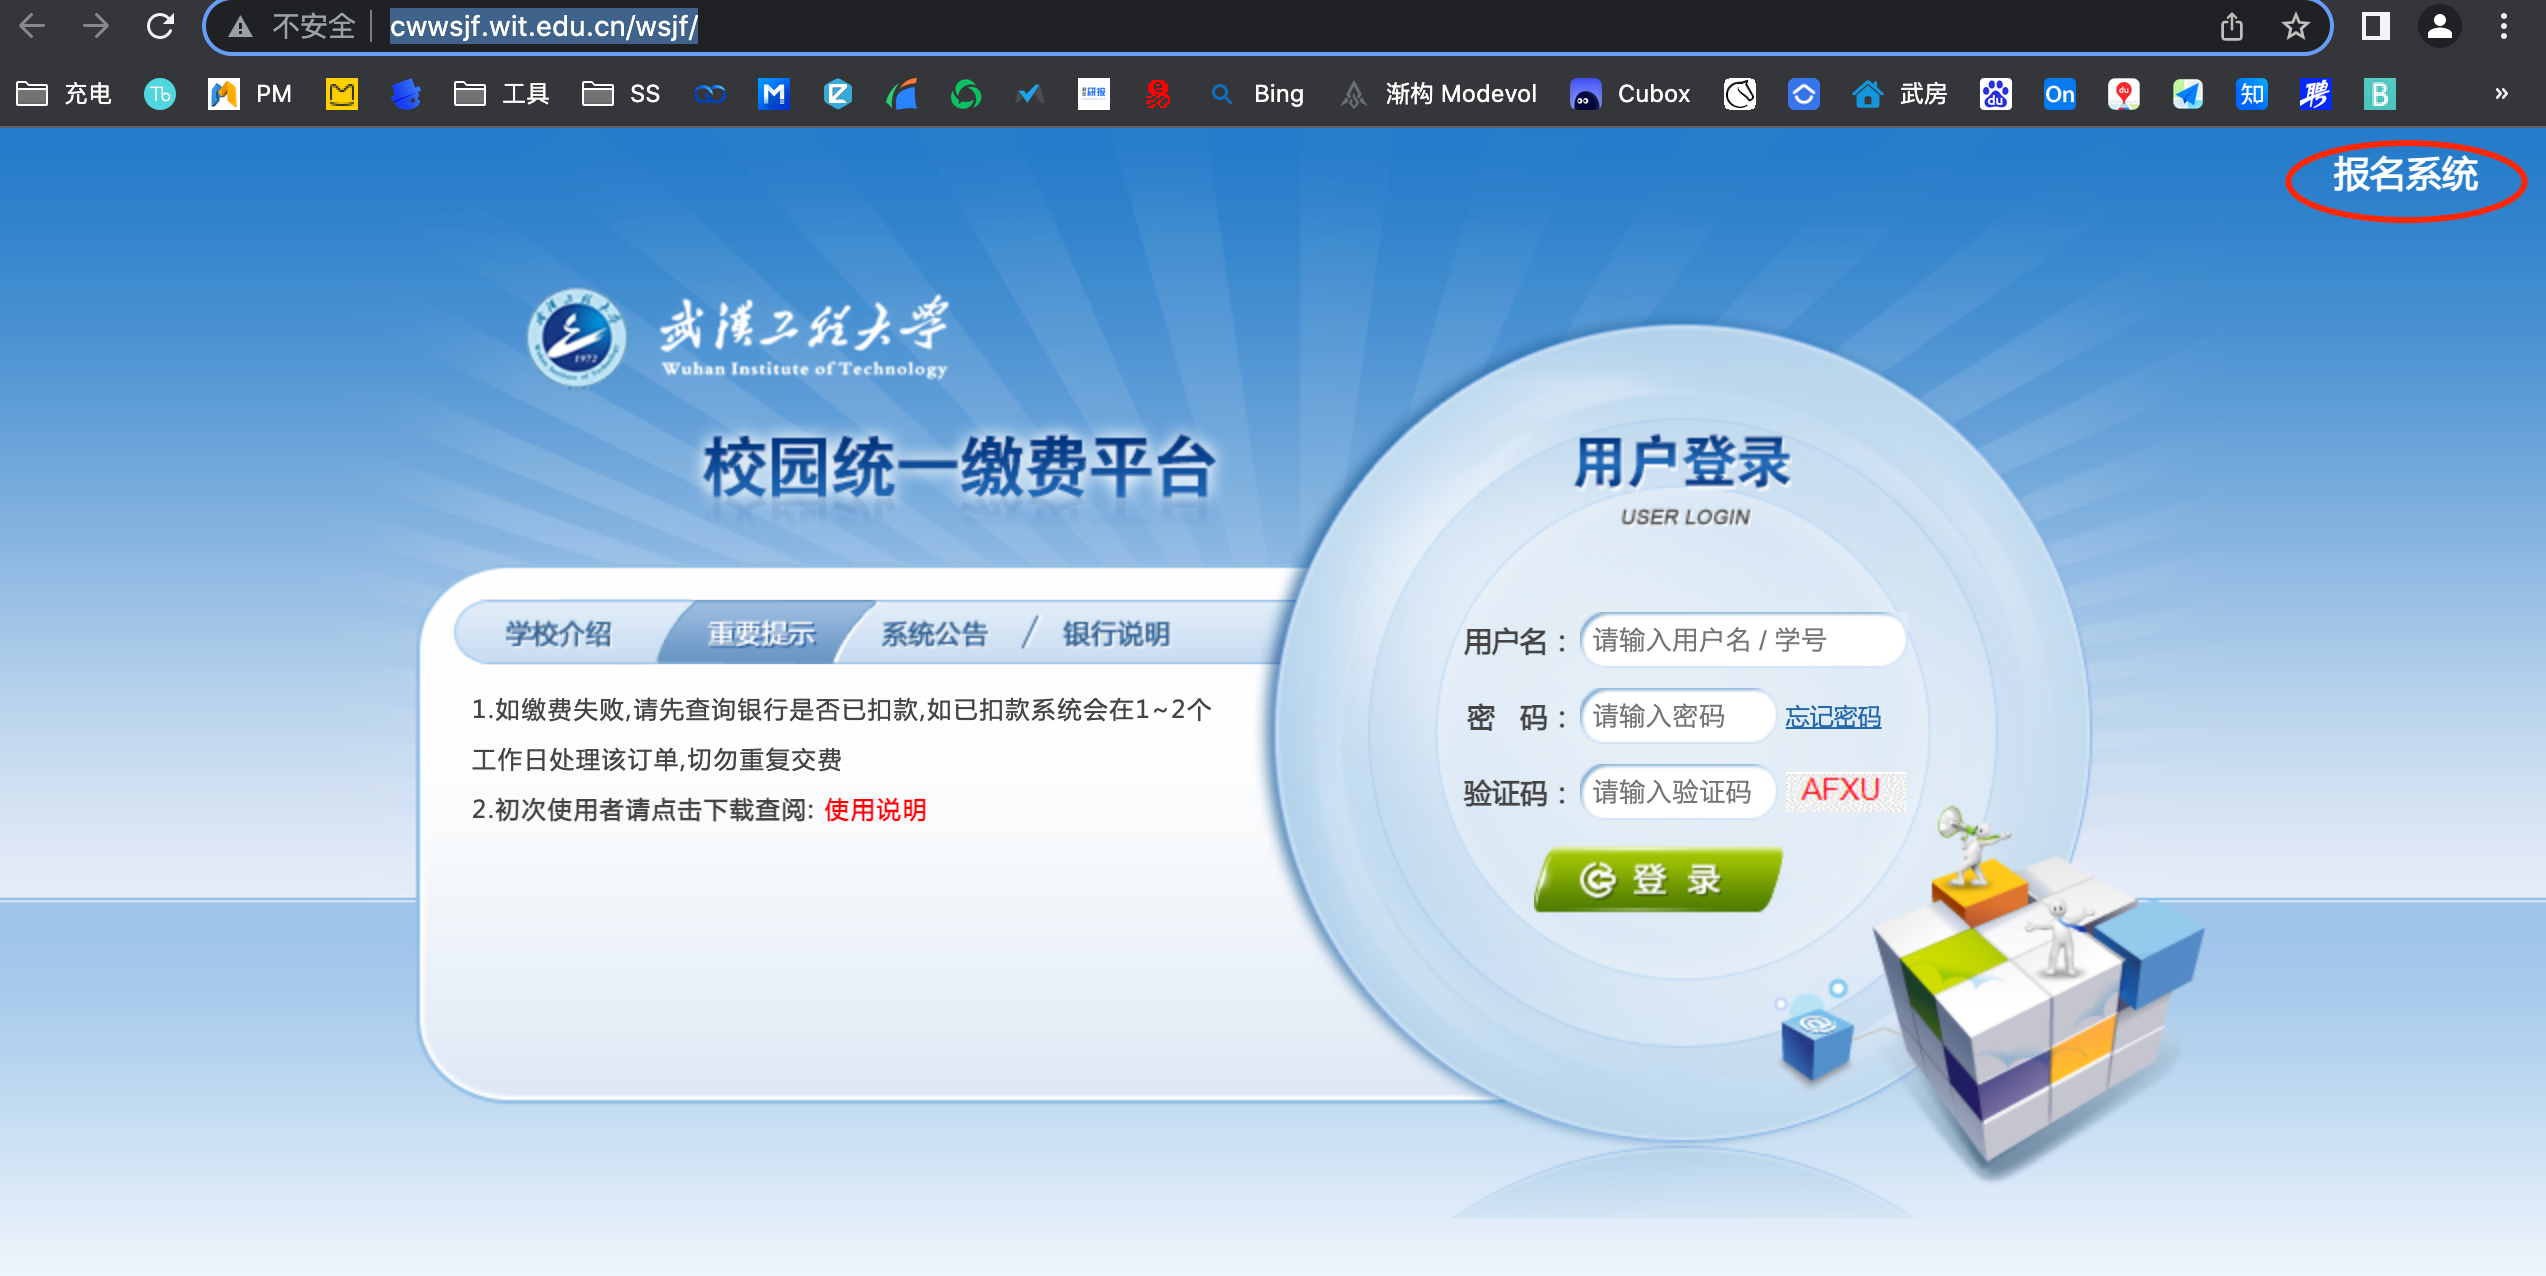 不安全 cwwsjf.wit.edu.cn/wsjf/
充电 Tb PM 工具 SS M Bing 渐构 Modevol Cubox 武房 du On du 知 聘 B »
报名系统
武汉工程大学
Wuhan Institute of Technology
1972
校园统一缴费平台
用户登录
USER LOGIN
学校介绍 重要提示 系统公告 / 银行说明
1.如缴费失败,请先查询银行是否已扣款,如已扣款系统会在1~2个
工作日处理该订单,切勿重复交费
2.初次使用者请点击下载查阅: 使用说明
用户名： 请输入用户名 / 学号
密 码： 请输入密码 忘记密码
验证码： 请输入验证码 AFXU
登 录
@